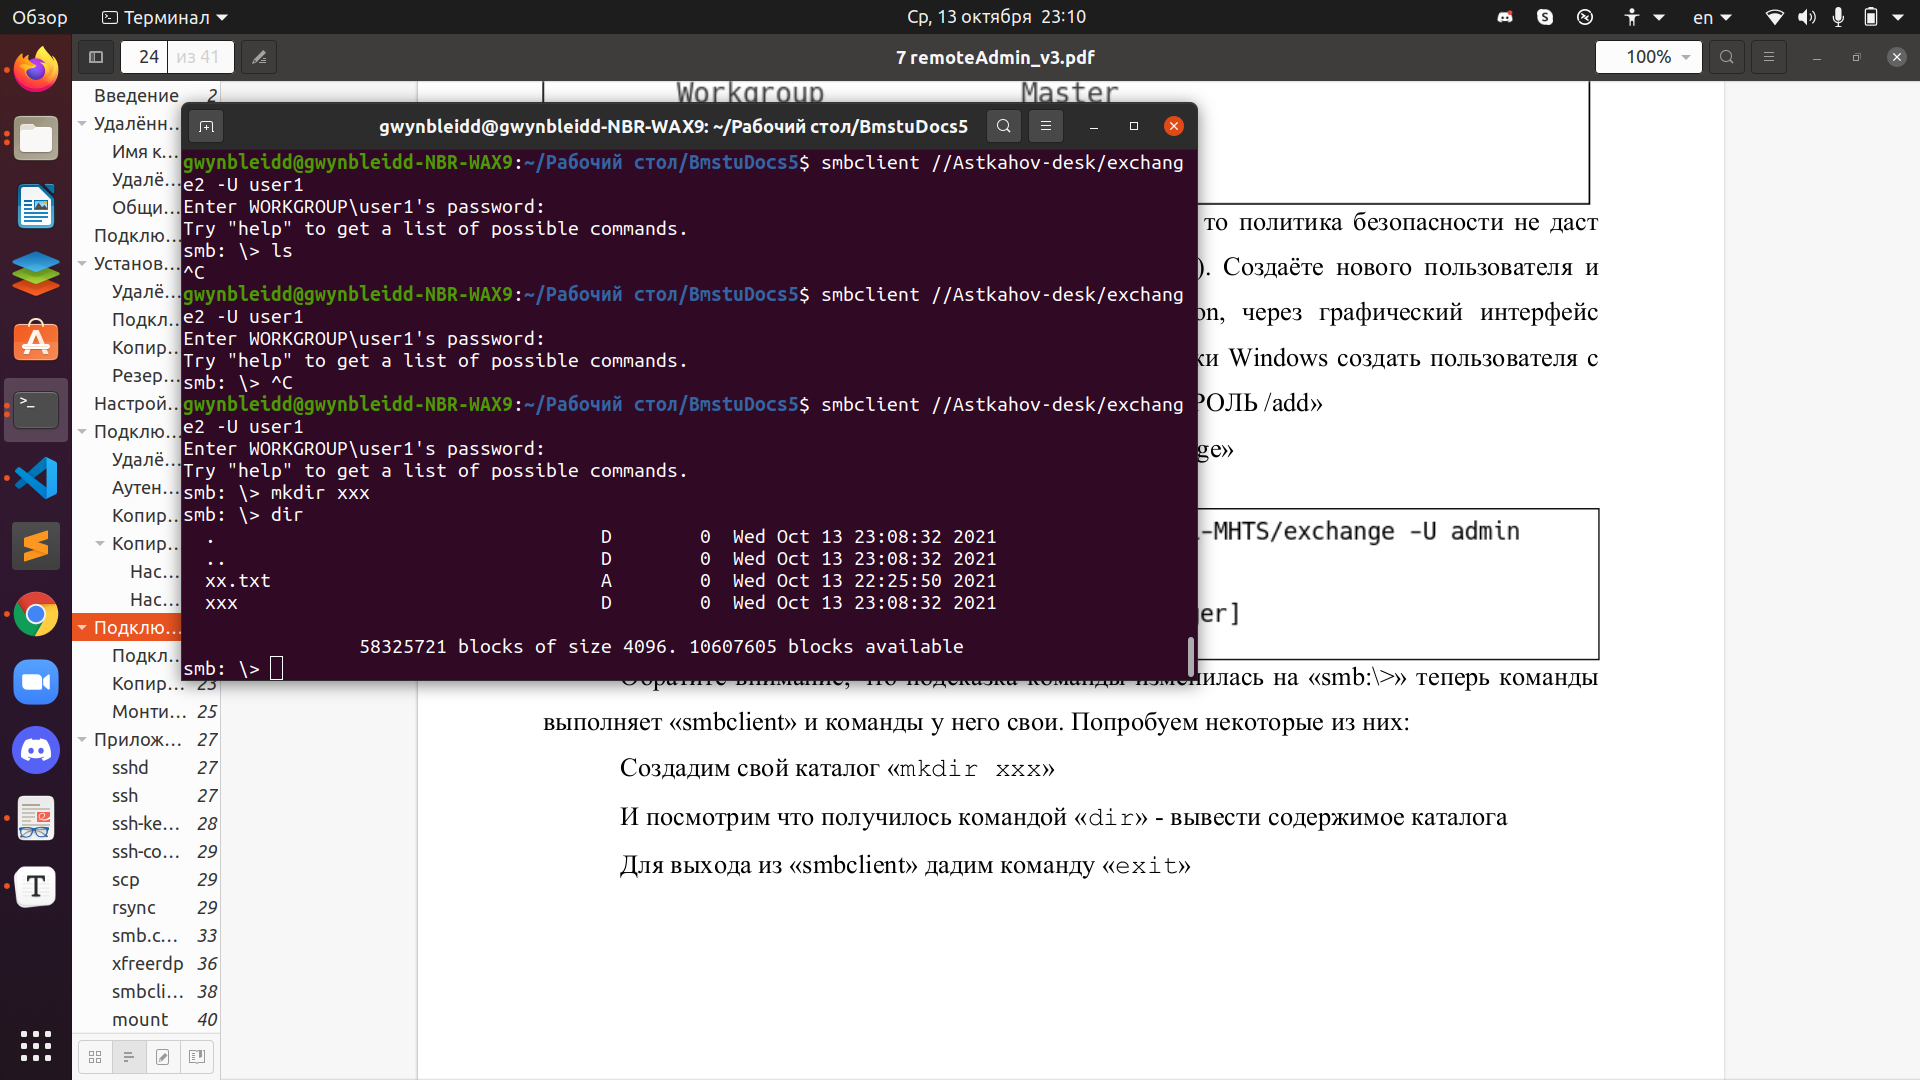 Обзор
Терминал
Ср, 13 октября 23:10
en
24 из 41
7 remoteAdmin_v3.pdf
100%
Введение 2
Удалённ…
Имя к…
Удалё…
Общи…
Подклю…
Установ…
Удалё…
Подкл…
Копир…
Резер…
Настрой…
Подклю…
Удалё…
Аутен…
Копир…
Копир…
Нас…
Нас…
Подклю…
Подкл…
Копир… 23
Монти… 25
Прилож… 27
sshd 27
ssh 27
ssh-ke… 28
ssh-co… 29
scp 29
rsync 29
smb.c… 33
xfreerdp 36
smbcli… 38
mount 40
Workgroup Master
gwynbleidd@gwynbleidd-NBR-WAX9: ~/Рабочий стол/BmstuDocs5
gwynbleidd@gwynbleidd-NBR-WAX9:~/Рабочий стол/BmstuDocs5$ smbclient //Astkahov-desk/exchang
e2 -U user1
Enter WORKGROUP\user1's password:
Try "help" to get a list of possible commands.
smb: \> ls
^C
gwynbleidd@gwynbleidd-NBR-WAX9:~/Рабочий стол/BmstuDocs5$ smbclient //Astkahov-desk/exchang
e2 -U user1
Enter WORKGROUP\user1's password:
Try "help" to get a list of possible commands.
smb: \> ^C
gwynbleidd@gwynbleidd-NBR-WAX9:~/Рабочий стол/BmstuDocs5$ smbclient //Astkahov-desk/exchang
e2 -U user1
Enter WORKGROUP\user1's password:
Try "help" to get a list of possible commands.
smb: \> mkdir xxx
smb: \> dir
. D 0 Wed Oct 13 23:08:32 2021
.. D 0 Wed Oct 13 23:08:32 2021
xx.txt A 0 Wed Oct 13 22:25:50 2021
xxx D 0 Wed Oct 13 23:08:32 2021
58325721 blocks of size 4096. 10607605 blocks available
smb: \>
то политика безопасности не даст
). Создаёте нового пользователя и
on, через графический интерфейс
ки Windows создать пользователя с
РОЛЬ /add»
ge»
-MHTS/exchange -U admin
ger]
Обратите внимание, что подсказка команды изменилась на «smb:\>» теперь команды
выполняет «smbclient» и команды у него свои. Попробуем некоторые из них:
Создадим свой каталог «mkdir xxx»
И посмотрим что получилось командой «dir» - вывести содержимое каталога
Для выхода из «smbclient» дадим команду «exit»